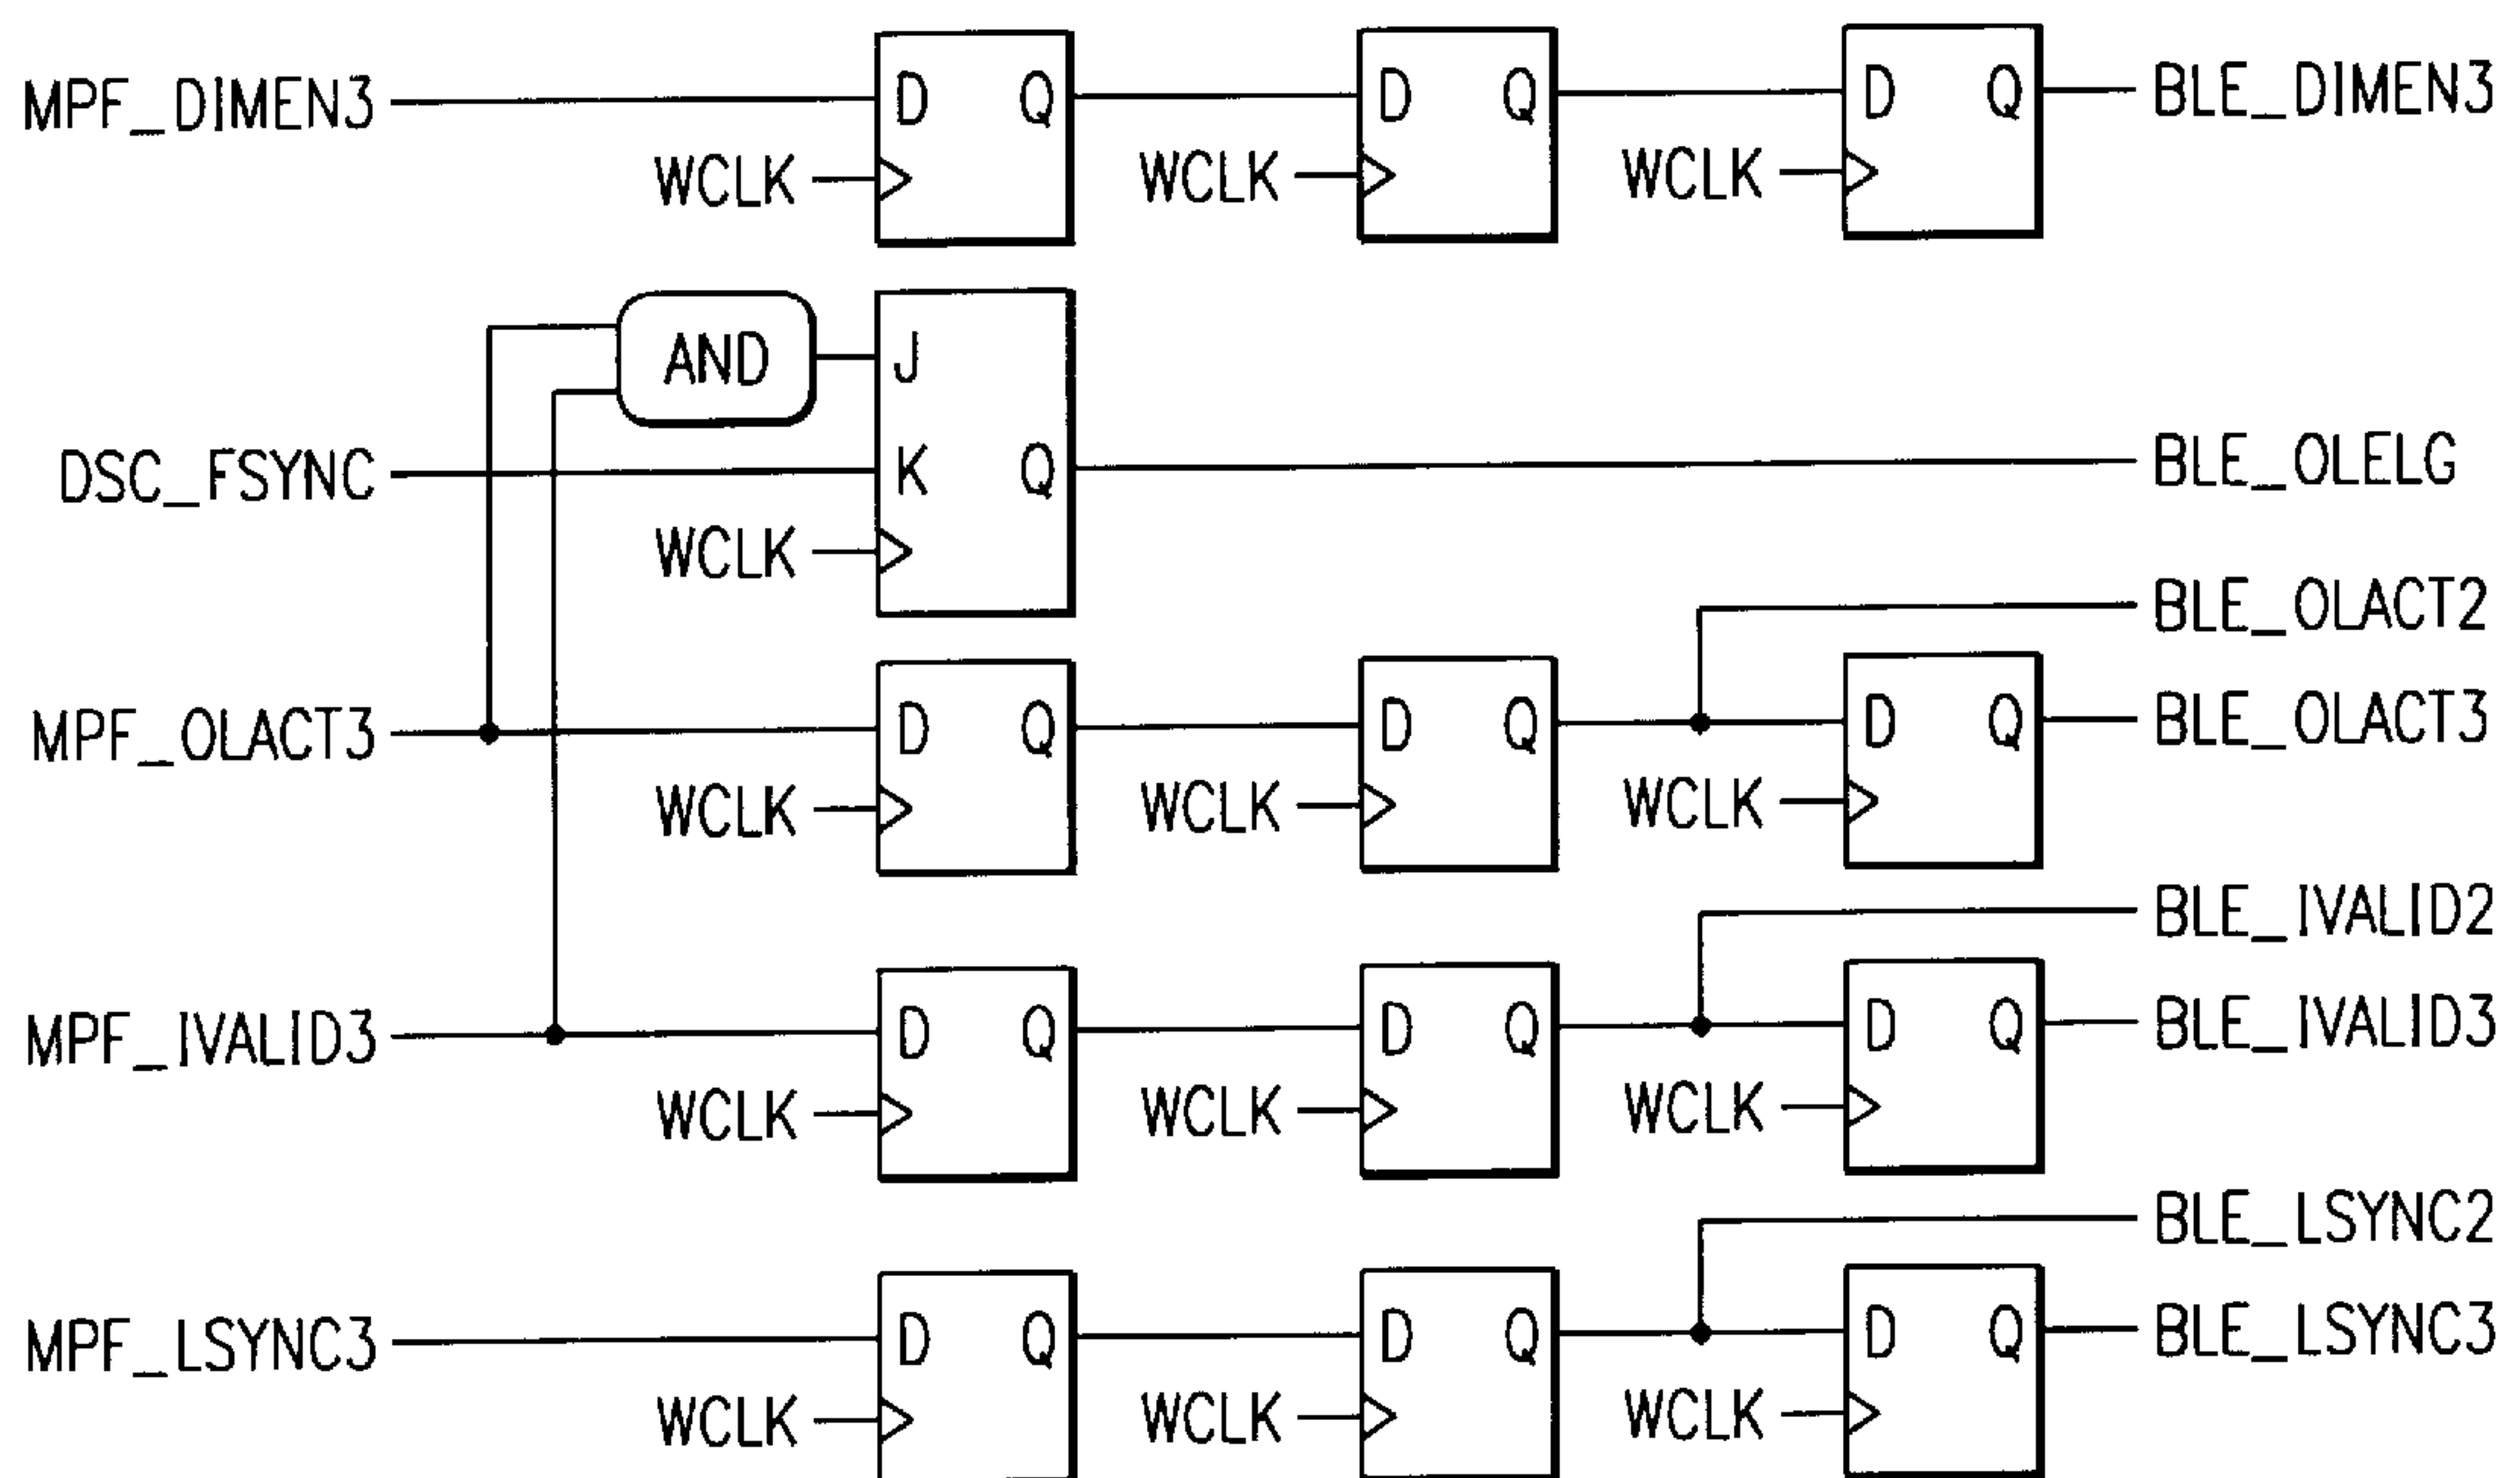 MPF_DIMEN3 D Q D Q D Q BLE_DIMEN3
WCLK WCLK WCLK
AND J
DSC_FSYNC K Q BLE_OLELG
WCLK
BLE_OLACT2
MPF_OLACT3 D Q D Q D Q BLE_OLACT3
WCLK WCLK WCLK
BLE_IVALID2
MPF_IVALID3 D Q D Q D Q BLE_IVALID3
WCLK WCLK WCLK
BLE_LSYNC2
MPF_LSYNC3 D Q D Q D Q BLE_LSYNC3
WCLK WCLK WCLK